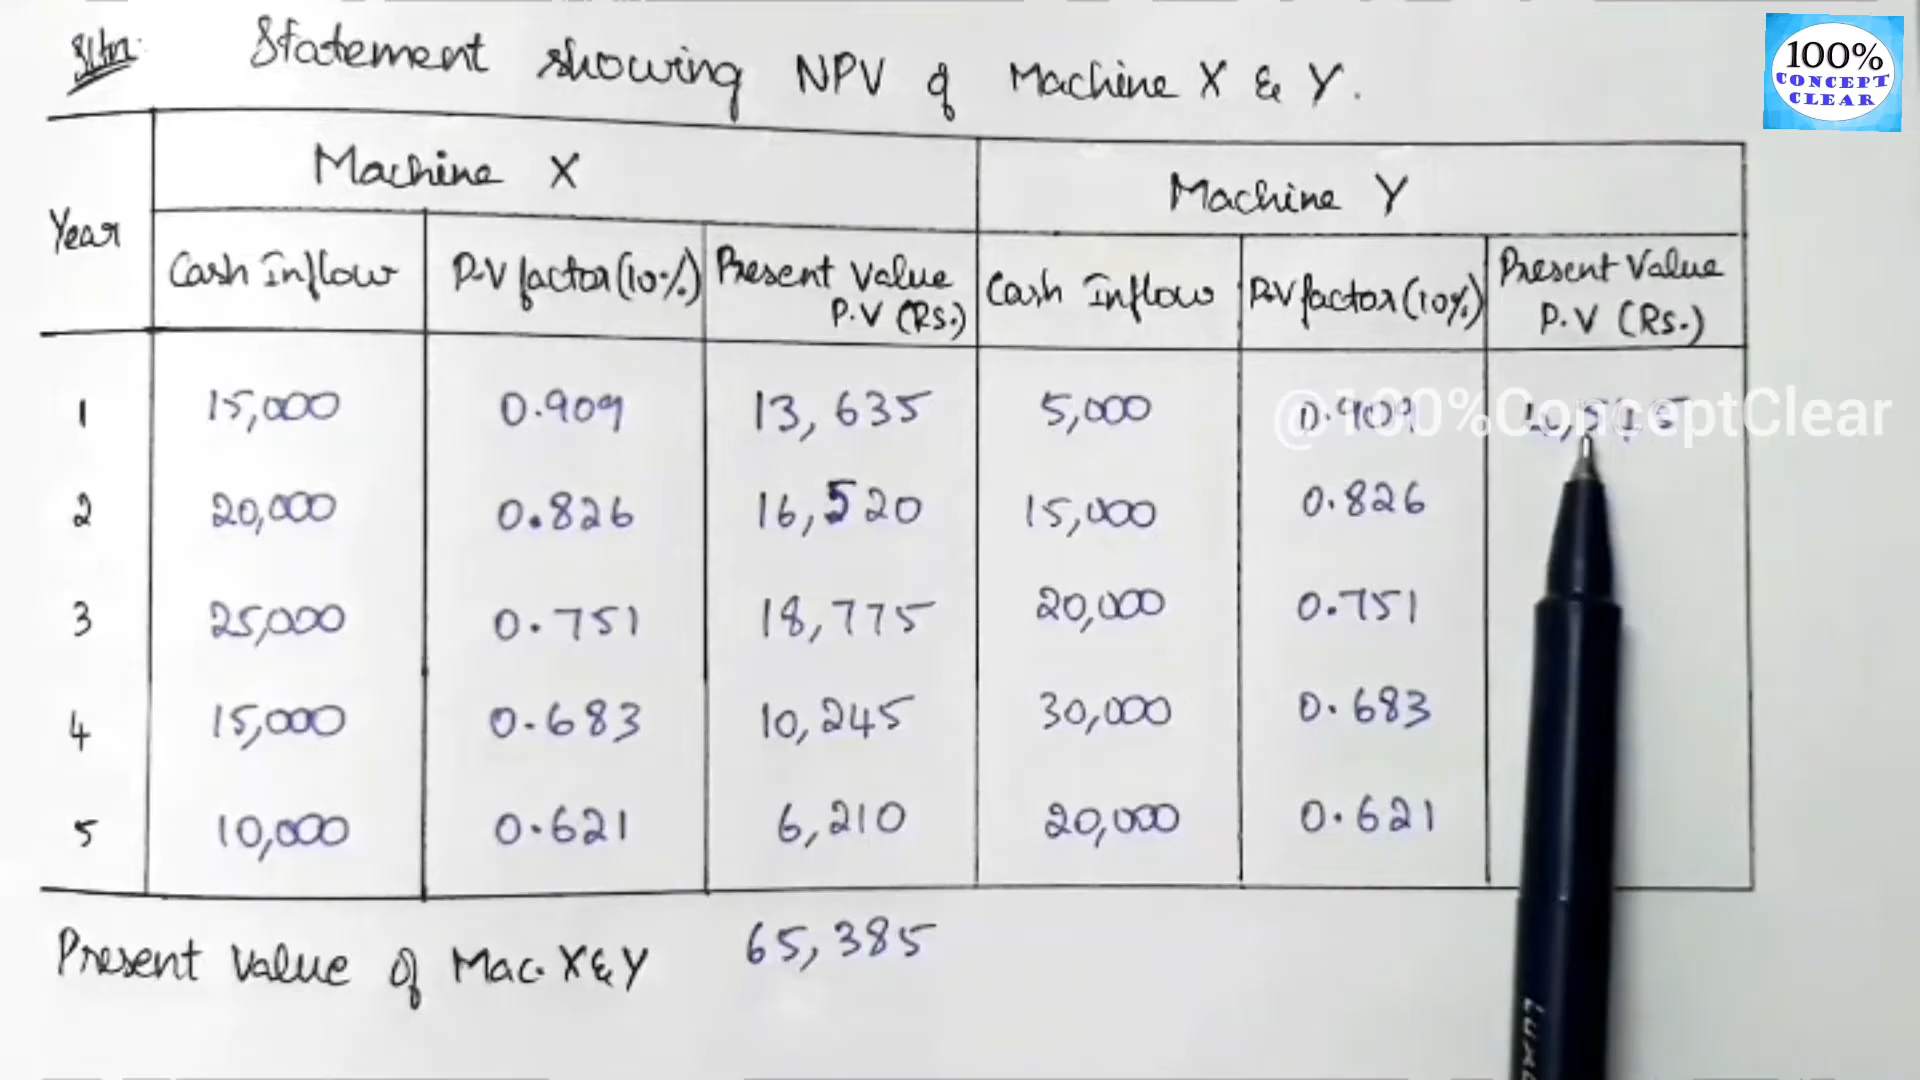 Soln: Statement showing NPV of Machine X & Y.
100%
CONCEPT
CLEAR
Year Machine X Machine Y
Cash Inflow P.V factor (10%) Present Value P.V (Rs.) Cash Inflow P.V factor (10%) Present Value P.V (Rs.)
1 15,000 0.909 13,635 5,000 0.909
@100%ConceptClear
2 20,000 0.826 16,520 15,000 0.826
3 25,000 0.751 18,775 20,000 0.751
4 15,000 0.683 10,245 30,000 0.683
5 10,000 0.621 6,210 20,000 0.621
Present Value of Mac. X & Y 65,385